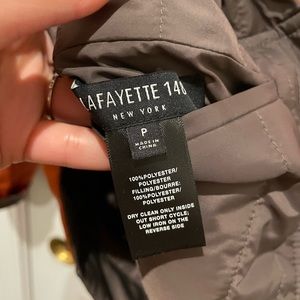 LAFAYETTE 148
NEW YORK
P
MADE IN
CHINA
100%POLYESTER/
POLYESTER
FILLING/BOURRE:
100%POLYESTER/
POLYESTER
DRY CLEAN ONLY INSIDE
OUT SHORT CYCLE;
LOW IRON ON THE
REVERSE SIDE